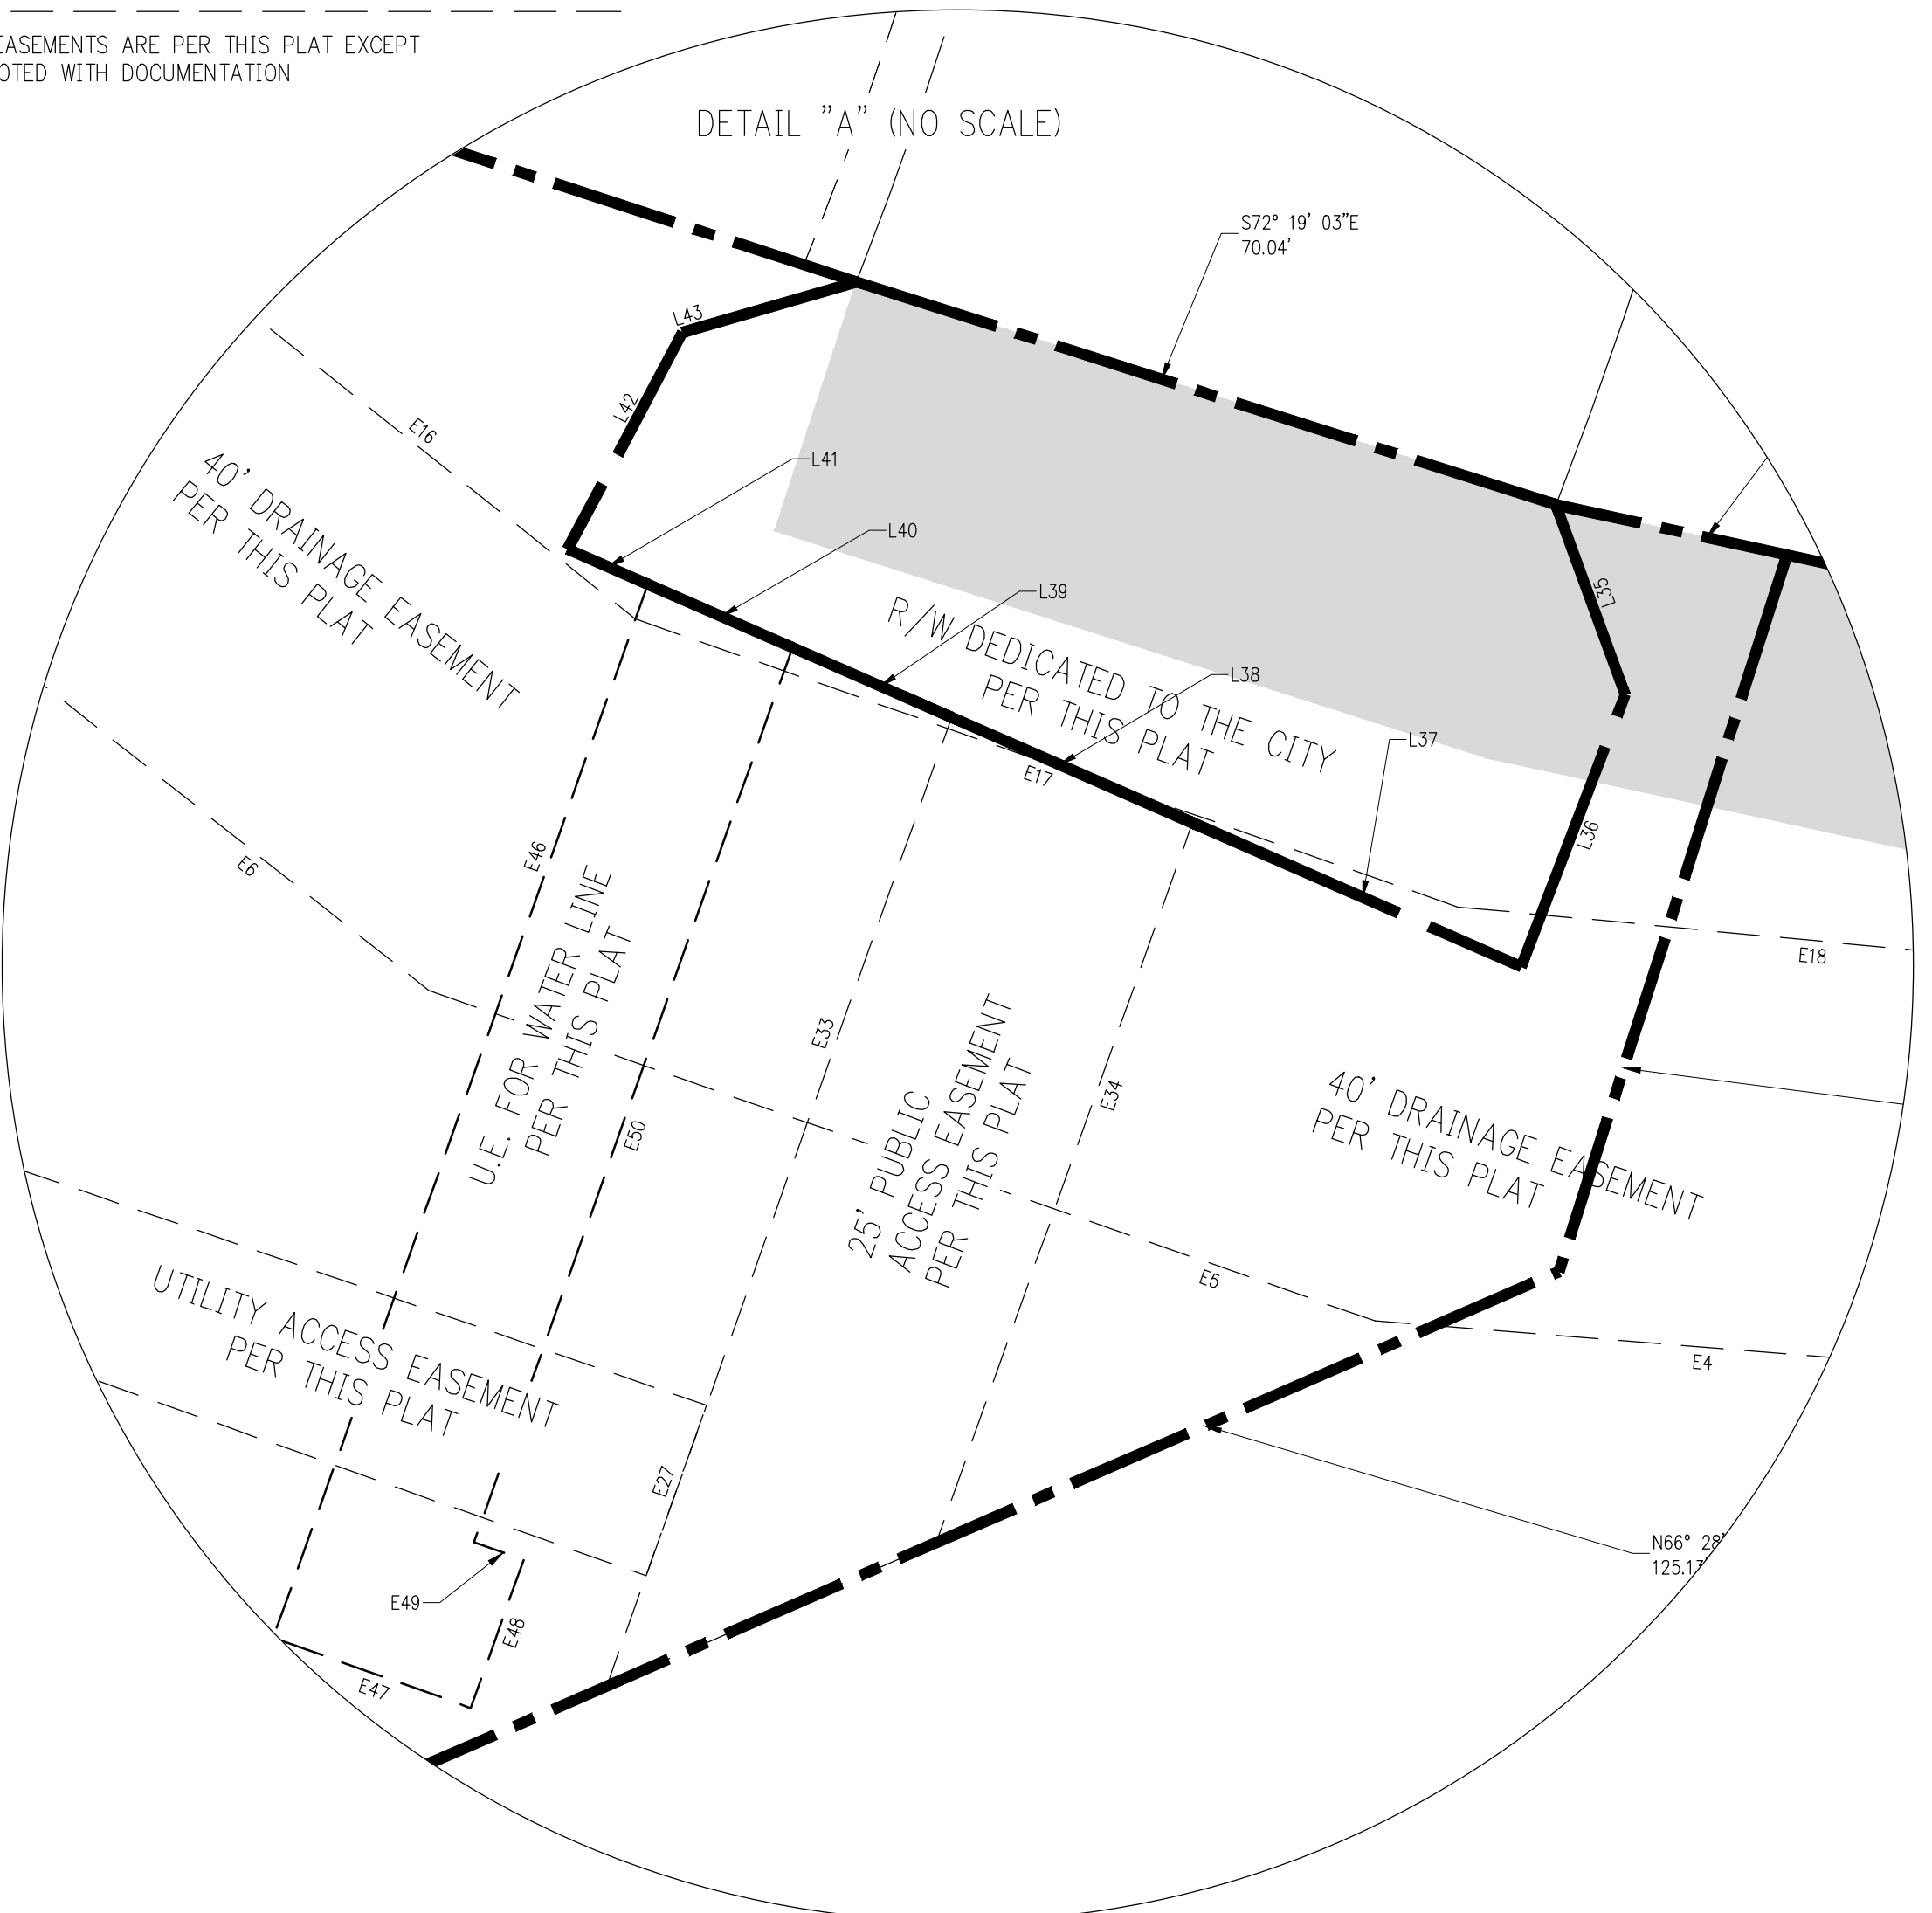 EASEMENTS ARE PER THIS PLAT EXCEPT
OTED WITH DOCUMENTATION
DETAIL "A" (NO SCALE)
S72° 19' 03"E
70.04'
L43
L42
L41
L40
L39
L38
L37
L35
L36
E16
40' DRAINAGE EASEMENT
PER THIS PLAT
R/W DEDICATED TO THE CITY
PER THIS PLAT
E17
E6
E46
U.E. FOR WATER LINE
PER THIS PLAT
E50
E33
25' PUBLIC
ACCESS EASEMENT
PER THIS PLAT
E34
E18
40' DRAINAGE EASEMENT
PER THIS PLAT
E5
E4
UTILITY ACCESS EASEMENT
PER THIS PLAT
E27
E49
E48
E47
N66° 28'
125.1